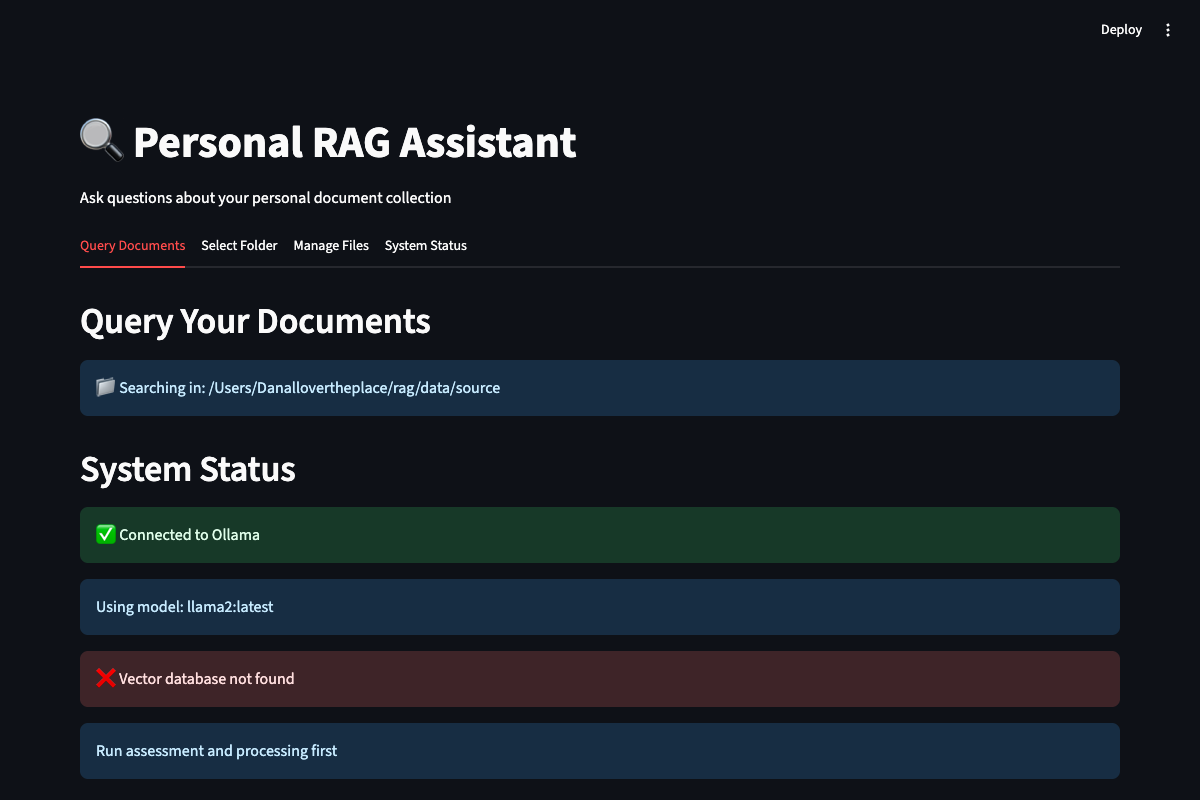 Deploy
Personal RAG Assistant
Ask questions about your personal document collection
Query Documents Select Folder Manage Files System Status
Query Your Documents
Searching in: /Users/Danallovertheplace/rag/data/source
System Status
Connected to Ollama
Using model: llama2:latest
Vector database not found
Run assessment and processing first